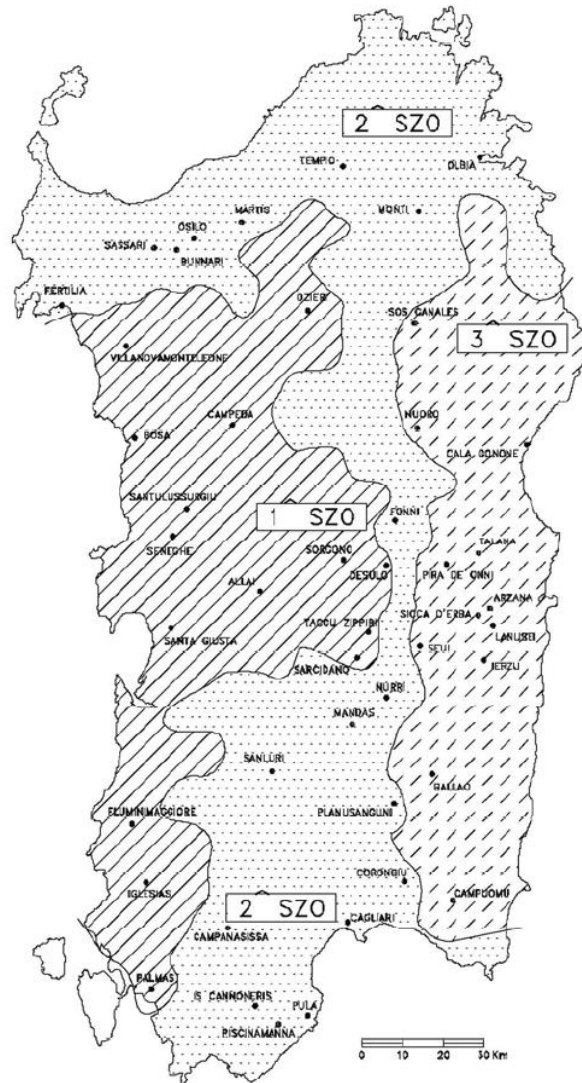 2 SZO
TEMPIO
OLBIA
MARTIS
MONTI
OSILO
SASSARI
BUNNARI
FERTILIA
OZIERI
SOS CANALES
3 SZO
VILLANOVAMONTELEONE
CAMPEDA
NUORO
BOSA
CALA GONONE
SANTULUSSURGIU
1 SZO
FONNI
SENEGHE
SORGONO
TALANA
DESULO
PIRA DE ONNI
ALLAI
ARZANA
SICCA D'ERBA
LANUSEI
SANTA GIUSTA
TACCU ZIPPIRI
SEUI
JERZU
SARCIDANO
NURRI
MANDAS
SANLURI
BALLAO
FLUMINIMAGGIORE
PLANUSANGUNI
CORONGIU
IGLESIAS
CAMPUOMU
2 SZO
CAGLIARI
CAMPANASISSA
PALMAS
IS CANNONERIS
PULA
PISCINAMANNA
0 10 20 30 Km